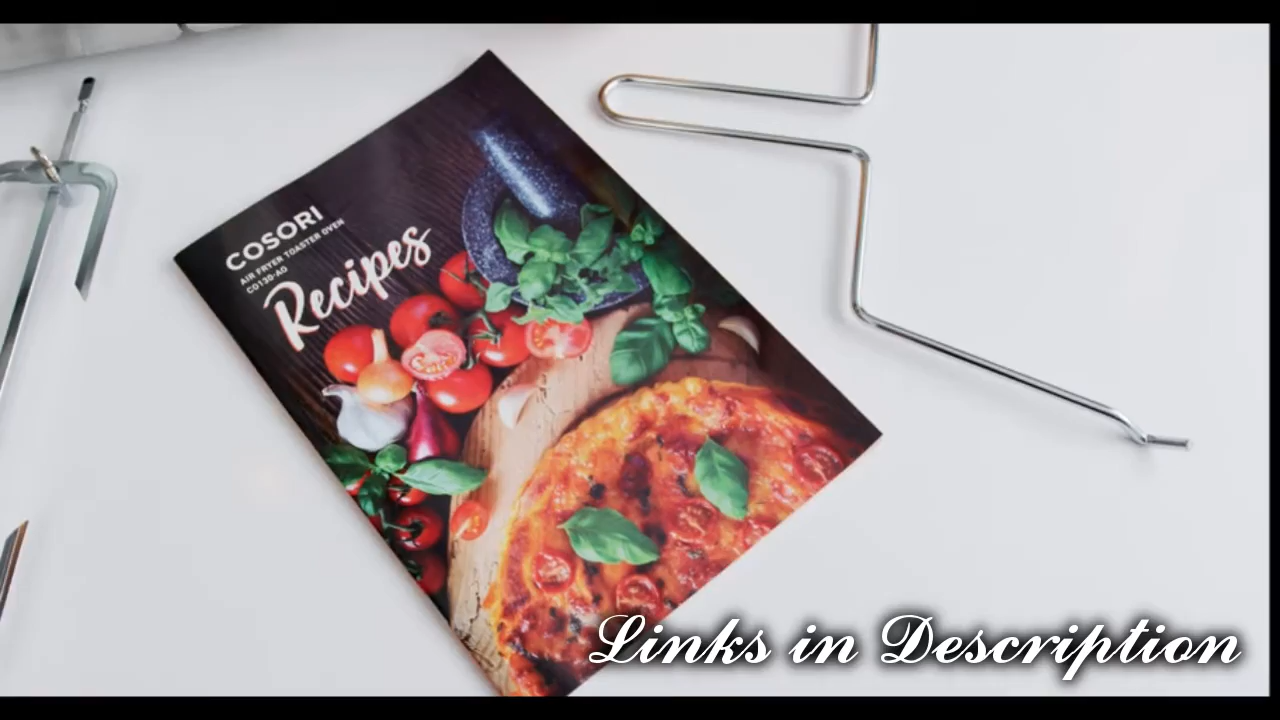 COSORI
AIR FRYER TOASTER OVEN
CO130-AO
Recipes
Links in Description